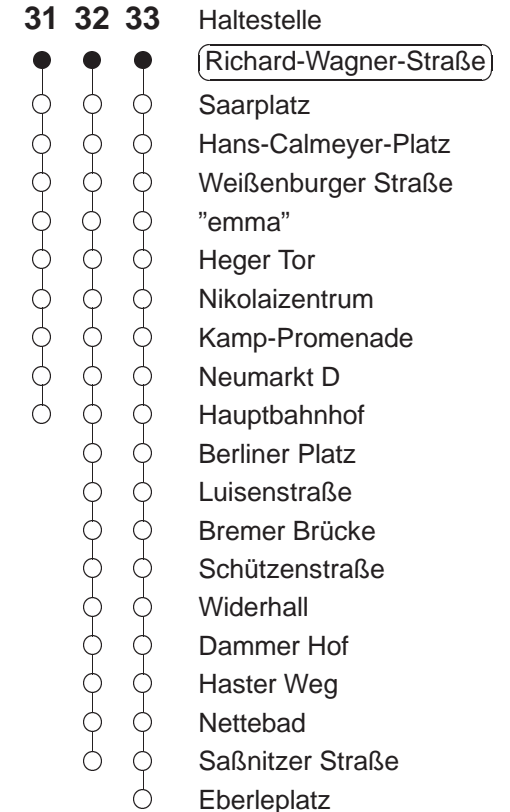 31 32 33 Haltestelle
Richard-Wagner-Straße
Saarplatz
Hans-Calmeyer-Platz
Weißenburger Straße
”emma”
Heger Tor
Nikolaizentrum
Kamp-Promenade
Neumarkt D
Hauptbahnhof
Berliner Platz
Luisenstraße
Bremer Brücke
Schützenstraße
Widerhall
Dammer Hof
Haster Weg
Nettebad
Saßnitzer Straße
Eberleplatz